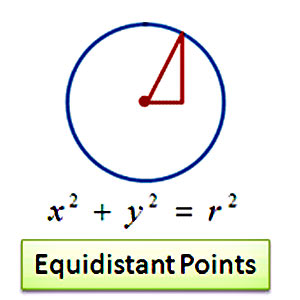 x² + y² = r²
Equidistant Points